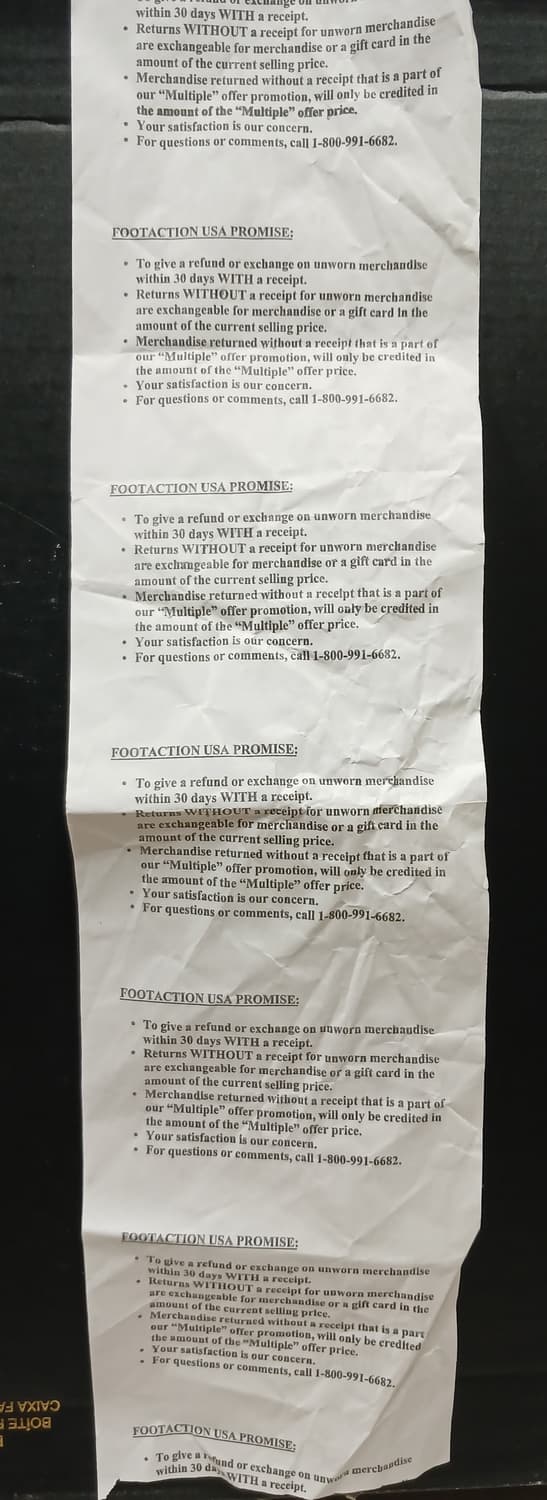 within 30 days WITH a receipt.
• Returns WITHOUT a receipt for unworn merchandise
are exchangeable for merchandise or a gift card in the
amount of the current selling price.
• Merchandise returned without a receipt that is a part of
our “Multiple” offer promotion, will only be credited in
the amount of the “Multiple” offer price.
• Your satisfaction is our concern.
• For questions or comments, call 1-800-991-6682.
FOOTACTION USA PROMISE:
• To give a refund or exchange on unworn merchandise
within 30 days WITH a receipt.
• Returns WITHOUT a receipt for unworn merchandise
are exchangeable for merchandise or a gift card in the
amount of the current selling price.
• Merchandise returned without a receipt that is a part of
our “Multiple” offer promotion, will only be credited in
the amount of the “Multiple” offer price.
• Your satisfaction is our concern.
• For questions or comments, call 1-800-991-6682.
FOOTACTION USA PROMISE:
• To give a refund or exchange on unworn merchandise
within 30 days WITH a receipt.
• Returns WITHOUT a receipt for unworn merchandise
are exchangeable for merchandise or a gift card in the
amount of the current selling price.
• Merchandise returned without a receipt that is a part of
our “Multiple” offer promotion, will only be credited in
the amount of the “Multiple” offer price.
• Your satisfaction is our concern.
• For questions or comments, call 1-800-991-6682.
FOOTACTION USA PROMISE:
• To give a refund or exchange on unworn merchandise
within 30 days WITH a receipt.
• Returns WITHOUT a receipt for unworn merchandise
are exchangeable for merchandise or a gift card in the
amount of the current selling price.
• Merchandise returned without a receipt that is a part of
our “Multiple” offer promotion, will only be credited in
the amount of the “Multiple” offer price.
• Your satisfaction is our concern.
• For questions or comments, call 1-800-991-6682.
FOOTACTION USA PROMISE:
• To give a refund or exchange on unworn merchandise
within 30 days WITH a receipt.
• Returns WITHOUT a receipt for unworn merchandise
are exchangeable for merchandise or a gift card in the
amount of the current selling price.
• Merchandise returned without a receipt that is a part of
our “Multiple” offer promotion, will only be credited in
the amount of the “Multiple” offer price.
• Your satisfaction is our concern.
• For questions or comments, call 1-800-991-6682.
FOOTACTION USA PROMISE:
• To give a refund or exchange on unworn merchandise
within 30 days WITH a receipt.
• Returns WITHOUT a receipt for unworn merchandise
are exchangeable for merchandise or a gift card in the
amount of the current selling price.
• Merchandise returned without a receipt that is a part
our “Multiple” offer promotion, will only be credited
the amount of the “Multiple” offer price.
• Your satisfaction is our concern.
• For questions or comments, call 1-800-991-6682.
FOOTACTION USA PROMISE:
• To give a refund or exchange on unworn merchandise
within 30 days WITH a receipt.
BOÎTE
CAIXA